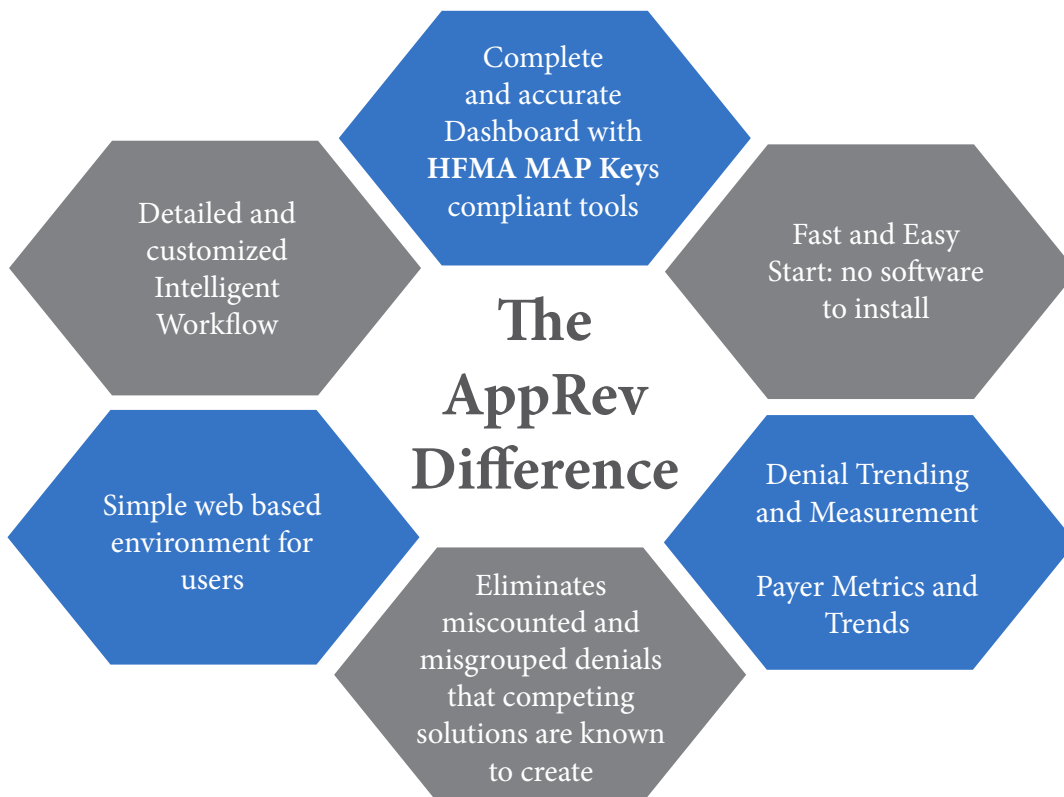 Complete
and accurate
Dashboard with
HFMA MAP Keys
compliant tools
Detailed and
customized
Intelligent
Workflow
Fast and Easy
Start: no software
to install
The
AppRev
Difference
Simple web based
environment for
users
Denial Trending
and Measurement
Payer Metrics and
Trends
Eliminates
miscounted and
misgrouped denials
that competing
solutions are known
to create